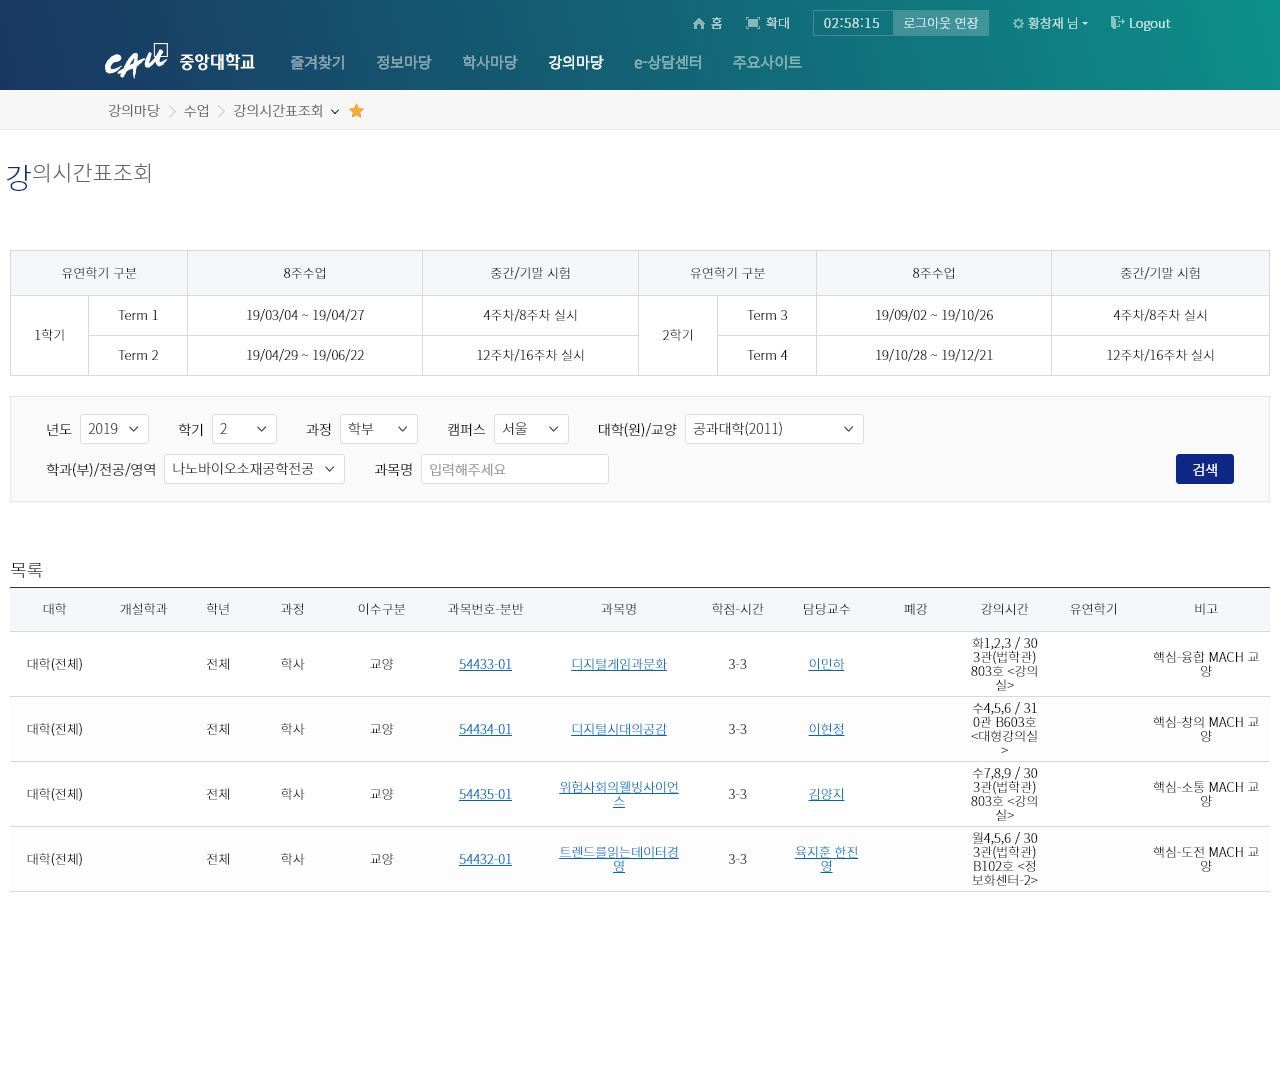 홈 확대 02:58:15 로그아웃 연장 황창재 님 Logout
CAU 중앙대학교 즐겨찾기 정보마당 학사마당 강의마당 e-상담센터 주요사이트
강의마당 수업 강의시간표조회
강의시간표조회
유연학기 구분 8주수업 중간/기말 시험 유연학기 구분 8주수업 중간/기말 시험
1학기 Term 1 19/03/04 ~ 19/04/27 4주차/8주차 실시 2학기 Term 3 19/09/02 ~ 19/10/26 4주차/8주차 실시
Term 2 19/04/29 ~ 19/06/22 12주차/16주차 실시 Term 4 19/10/28 ~ 19/12/21 12주차/16주차 실시
년도 2019 학기 2 과정 학부 캠퍼스 서울 대학(원)/교양 공과대학(2011)
학과(부)/전공/영역 나노바이오소재공학전공 과목명 입력해주세요 검색
목록
대학 개설학과 학년 과정 이수구분 과목번호-분반 과목명 학점-시간 담당교수 폐강 강의시간 유연학기 비고
대학(전체) 전체 학사 교양 54433-01 디지털게임과문화 3-3 이민하
화1,2,3 / 30
3관(법학관)
803호 <강의
실>
핵심-융합 MACH 교
양
대학(전체) 전체 학사 교양 54434-01 디지털시대의공감 3-3 이현정
수4,5,6 / 31
0관 B603호
<대형강의실
>
핵심-창의 MACH 교
양
대학(전체) 전체 학사 교양 54435-01
위험사회의웰빙사이언
스
3-3 김양지
수7,8,9 / 30
3관(법학관)
803호 <강의
실>
핵심-소통 MACH 교
양
대학(전체) 전체 학사 교양 54432-01
트렌드를읽는데이터경
영
3-3
육지훈 한진
영
월4,5,6 / 30
3관(법학관)
B102호 <정
보화센터-2>
핵심-도전 MACH 교
양